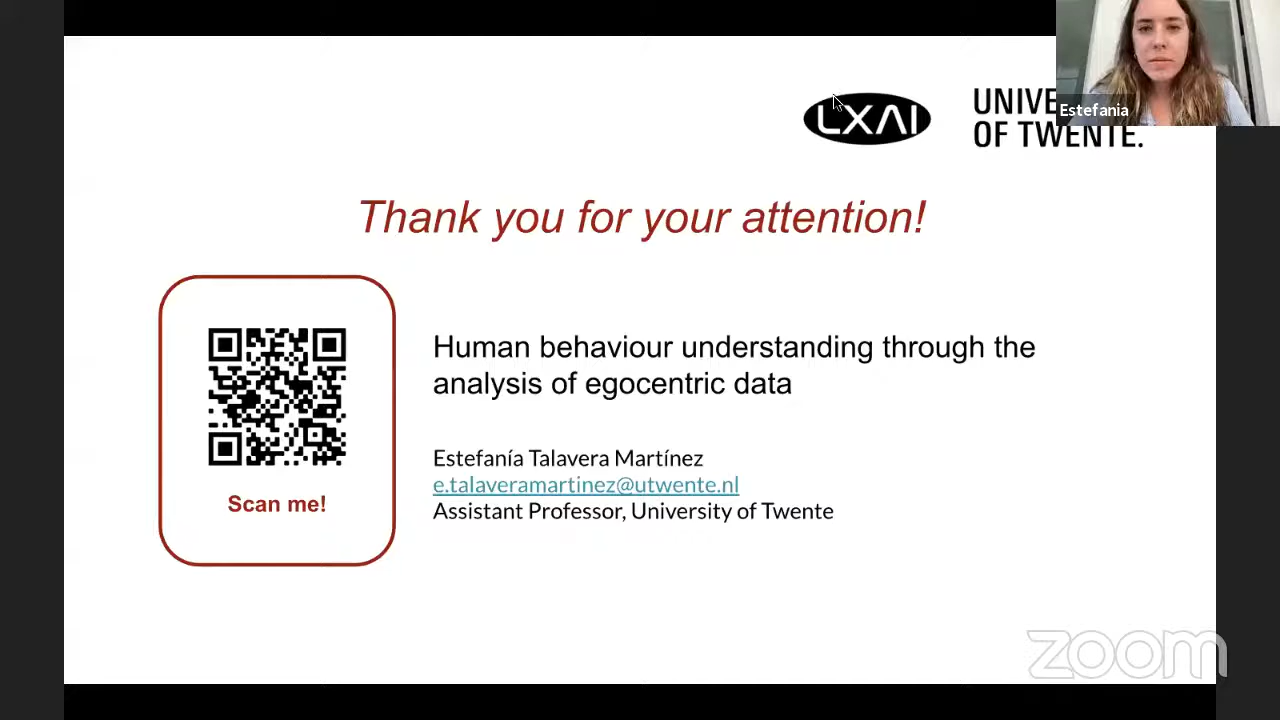 LXAI
UNIVE
OF TWENTE.
Estefania
Thank you for your attention!
Human behaviour understanding through the
analysis of egocentric data
Estefanía Talavera Martínez
e.talaveramartinez@utwente.nl
Assistant Professor, University of Twente
Scan me!
zoom